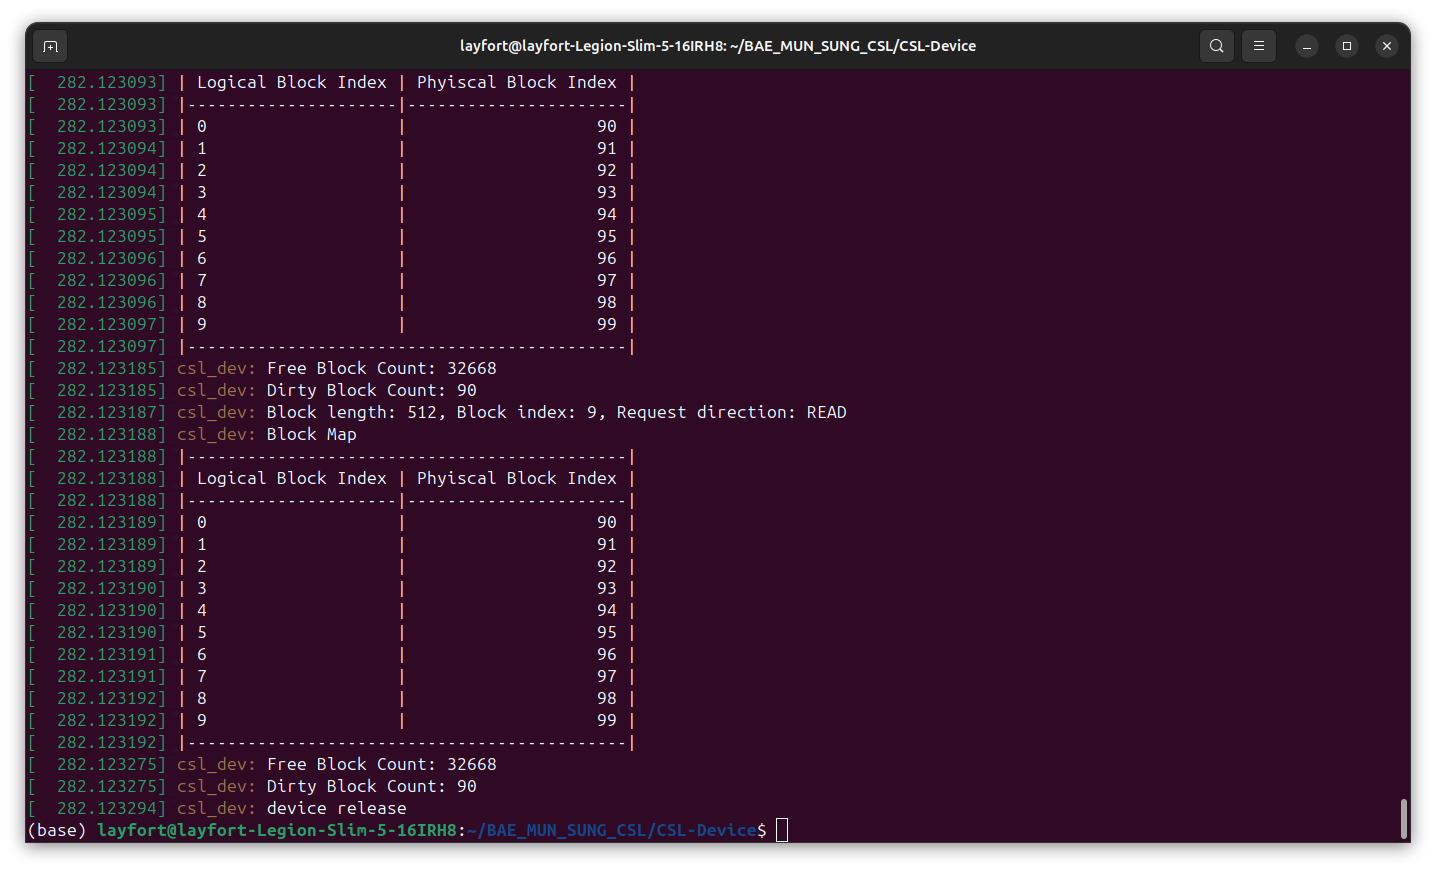 layfort@layfort-Legion-Slim-5-16IRH8: ~/BAE_MUN_SUNG_CSL/CSL-Device
[  282.123093] | Logical Block Index | Phyiscal Block Index |
[  282.123093] |---------------------|----------------------|
[  282.123093] | 0                   |                   90 |
[  282.123094] | 1                   |                   91 |
[  282.123094] | 2                   |                   92 |
[  282.123094] | 3                   |                   93 |
[  282.123095] | 4                   |                   94 |
[  282.123095] | 5                   |                   95 |
[  282.123096] | 6                   |                   96 |
[  282.123096] | 7                   |                   97 |
[  282.123096] | 8                   |                   98 |
[  282.123097] | 9                   |                   99 |
[  282.123097] |--------------------------------------------|
[  282.123185] csl_dev: Free Block Count: 32668
[  282.123185] csl_dev: Dirty Block Count: 90
[  282.123187] csl_dev: Block length: 512, Block index: 9, Request direction: READ
[  282.123188] csl_dev: Block Map
[  282.123188] |--------------------------------------------|
[  282.123188] | Logical Block Index | Phyiscal Block Index |
[  282.123188] |---------------------|----------------------|
[  282.123189] | 0                   |                   90 |
[  282.123189] | 1                   |                   91 |
[  282.123189] | 2                   |                   92 |
[  282.123190] | 3                   |                   93 |
[  282.123190] | 4                   |                   94 |
[  282.123190] | 5                   |                   95 |
[  282.123191] | 6                   |                   96 |
[  282.123191] | 7                   |                   97 |
[  282.123192] | 8                   |                   98 |
[  282.123192] | 9                   |                   99 |
[  282.123192] |--------------------------------------------|
[  282.123275] csl_dev: Free Block Count: 32668
[  282.123275] csl_dev: Dirty Block Count: 90
[  282.123294] csl_dev: device release
(base) layfort@layfort-Legion-Slim-5-16IRH8:~/BAE_MUN_SUNG_CSL/CSL-Device$